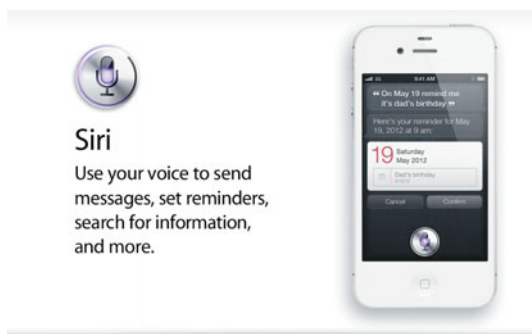 Siri
Use your voice to send
messages, set reminders,
search for information,
and more.
9:41 AM
“ On May 19 remind me
it's dad's birthday ”
Here's your reminder for May
19, 2012 at 9 am:
19 Saturday
May 2012
Dad's birthday
Cancel Confirm